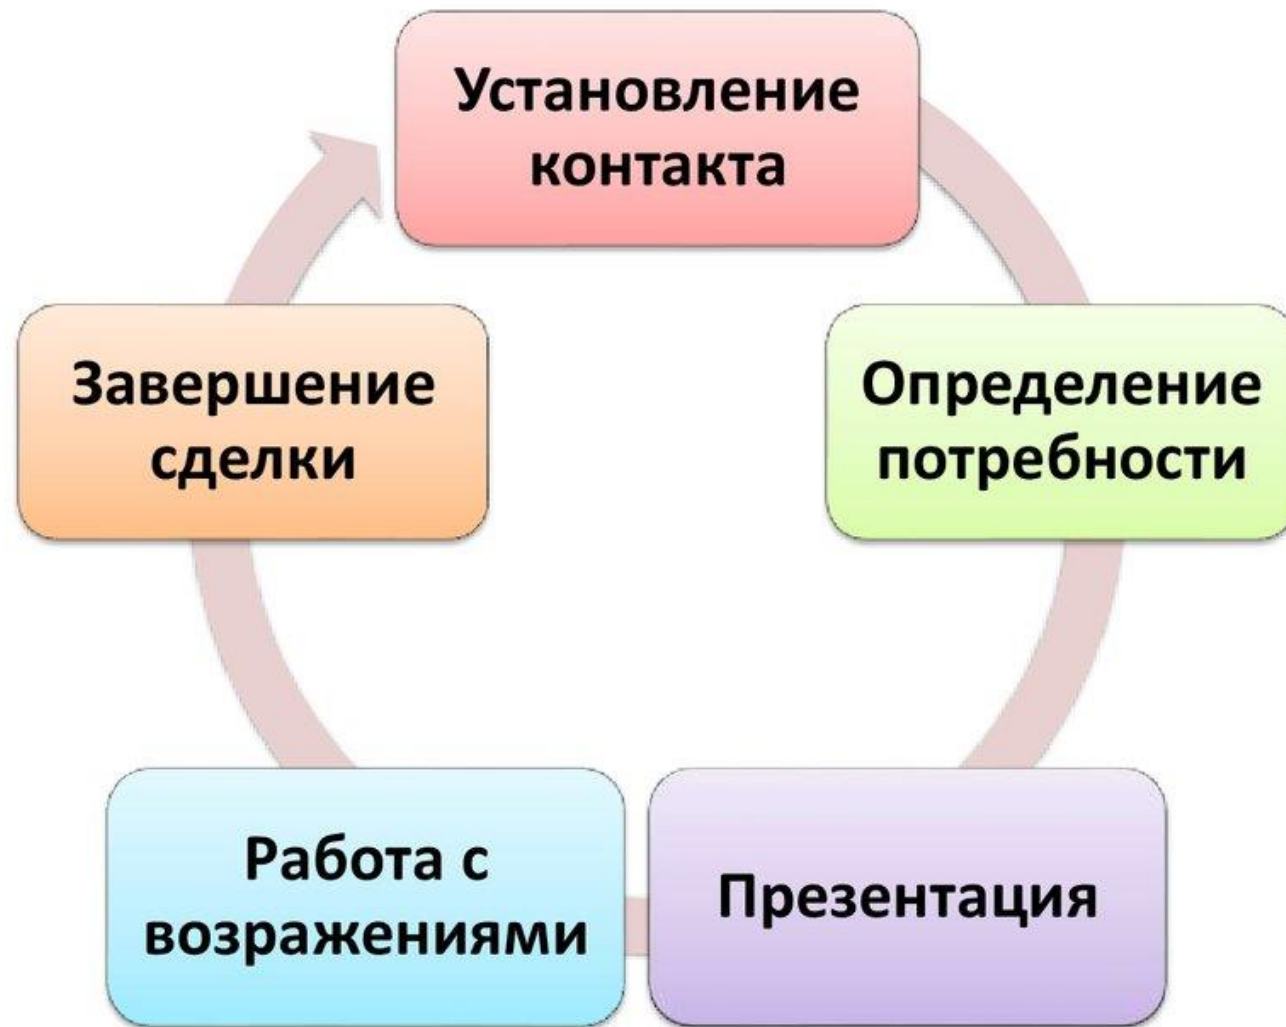 Установление
контакта
Определение
потребности
Презентация
Работа с
возражениями
Завершение
сделки